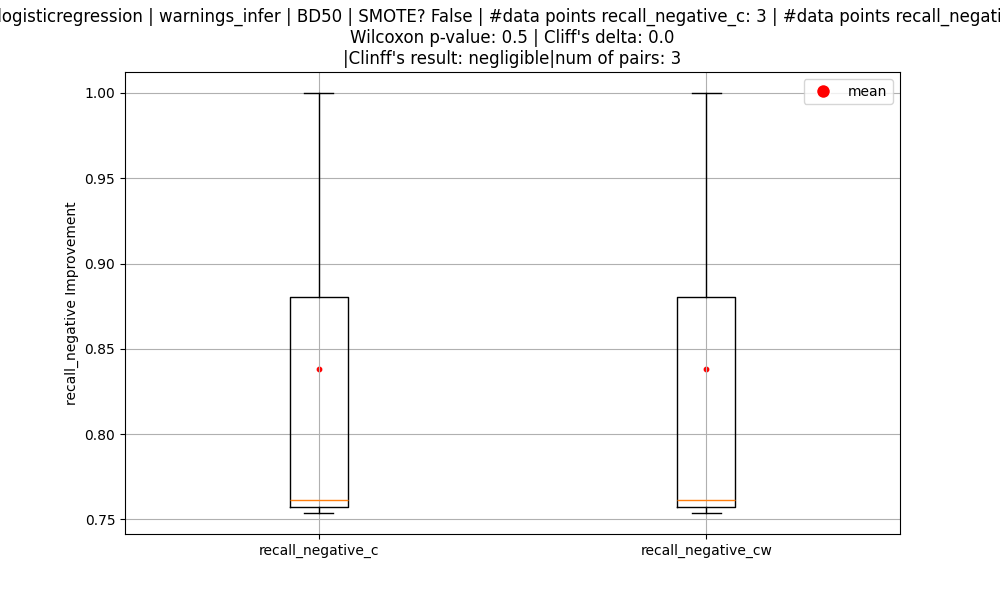 logisticregression | warnings_infer | BD50 | SMOTE? False | #data points recall_negative_c: 3 | #data points
Wilcoxon p-value: 0.5 | Cliff's delta: 0.0
|Clinff's result: negligible|num of pairs: 3
mean
1.00
0.95
0.90
0.85
0.80
0.75
recall_negative Improvement
recall_negative_c
recall_negative_cw